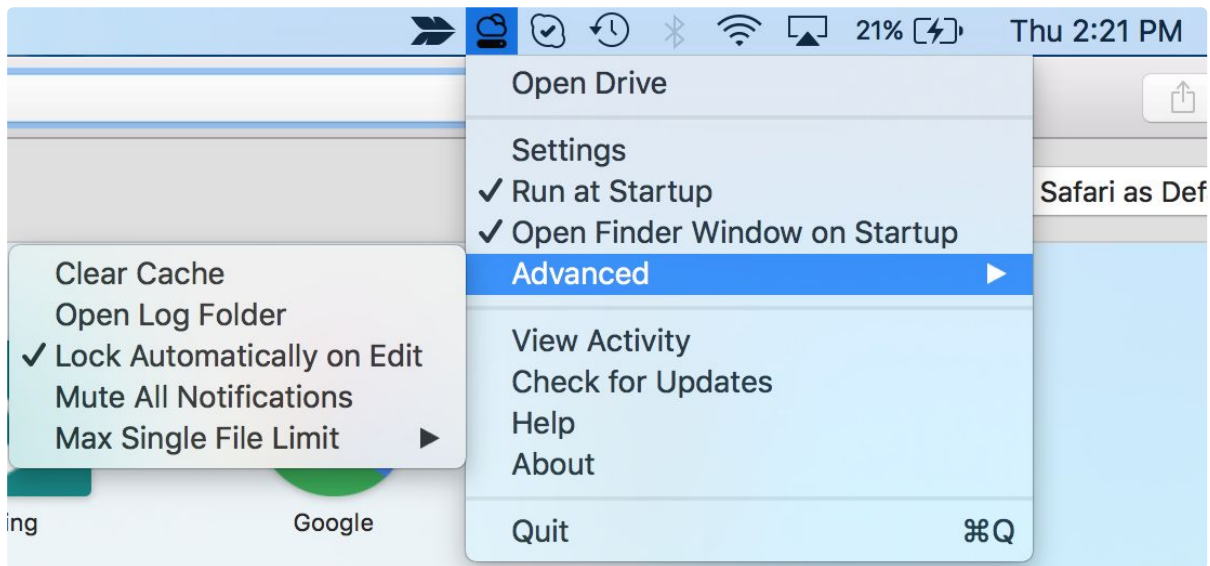 21% Thu 2:21 PM
Open Drive
Settings
✓ Run at Startup
✓ Open Finder Window on Startup
Advanced ▶
View Activity
Check for Updates
Help
About
Quit ⌘Q
Clear Cache
Open Log Folder
✓ Lock Automatically on Edit
Mute All Notifications
Max Single File Limit ▶
Safari as Def
ing
Google